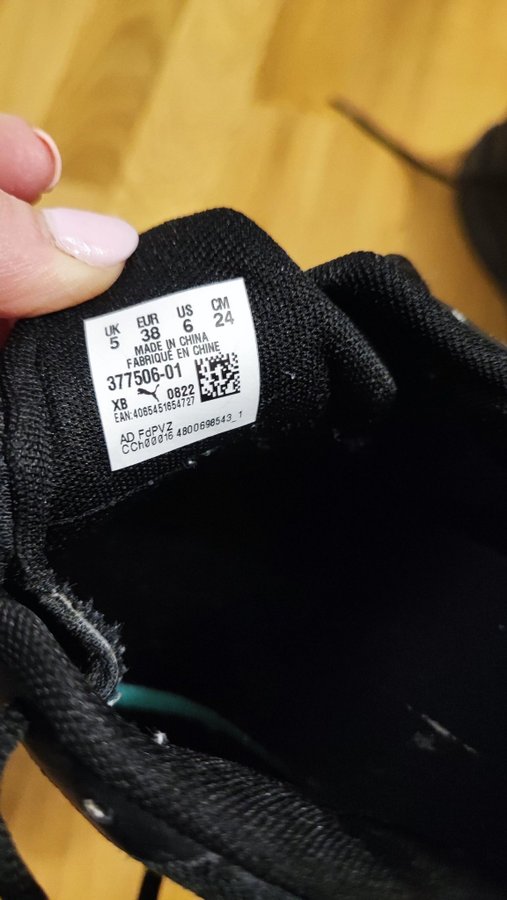 UK EUR US CM
5 38 6 24
MADE IN CHINA
FABRIQUÉ EN CHINE
377506-01
XB 0822
EAN:4065451654727
AD FdPVZ
CCh00016 4800698543_1